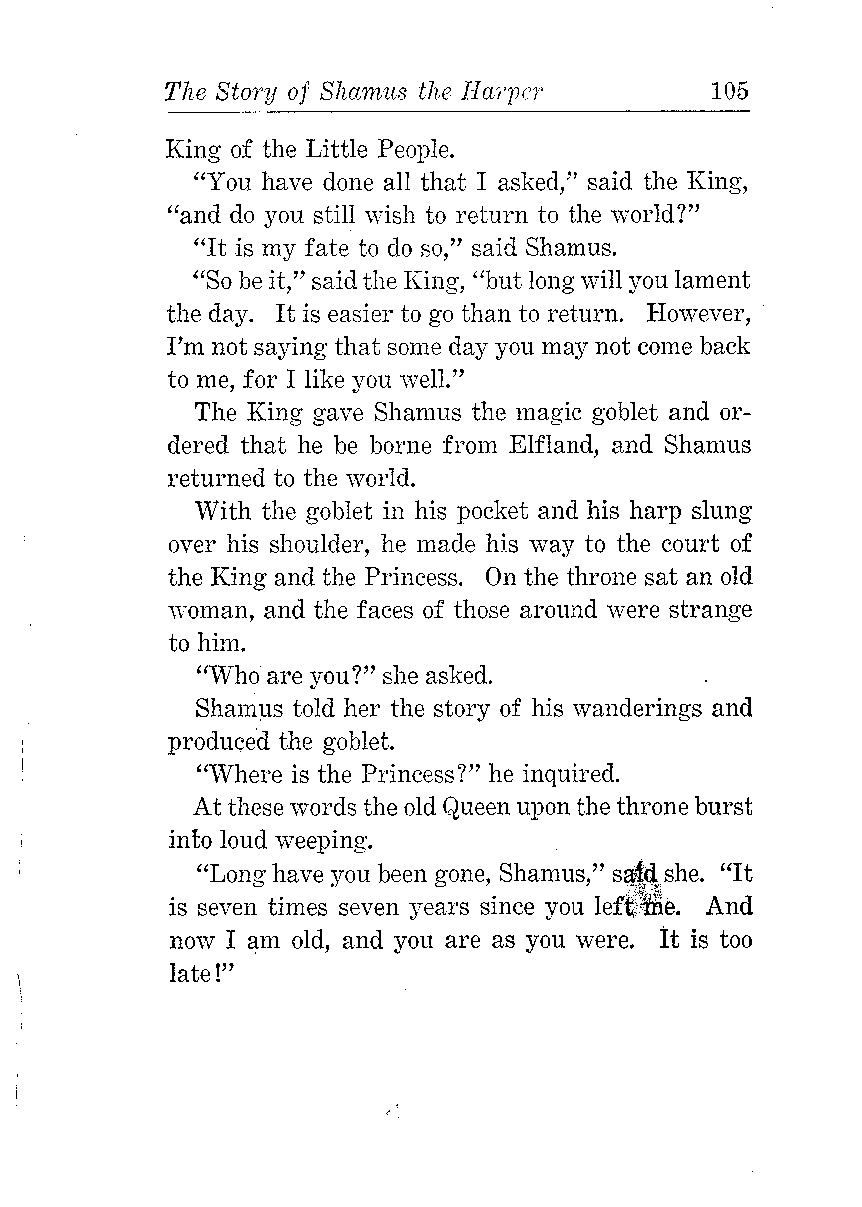 The Story of Shamus the Harper 105
King of the Little People.
“You have done all that I asked,” said the King,
“and do you still wish to return to the world?”
“It is my fate to do so,” said Shamus.
“So be it,” said the King, “but long will you lament
the day. It is easier to go than to return. However,
I’m not saying that some day you may not come back
to me, for I like you well.”
The King gave Shamus the magic goblet and or-
dered that he be borne from Elfland, and Shamus
returned to the world.
With the goblet in his pocket and his harp slung
over his shoulder, he made his way to the court of
the King and the Princess. On the throne sat an old
woman, and the faces of those around were strange
to him.
“Who are you?” she asked.
Shamus told her the story of his wanderings and
produced the goblet.
“Where is the Princess?” he inquired.
At these words the old Queen upon the throne burst
into loud weeping.
“Long have you been gone, Shamus,” said she. “It
is seven times seven years since you left me. And
now I am old, and you are as you were. It is too
late!”